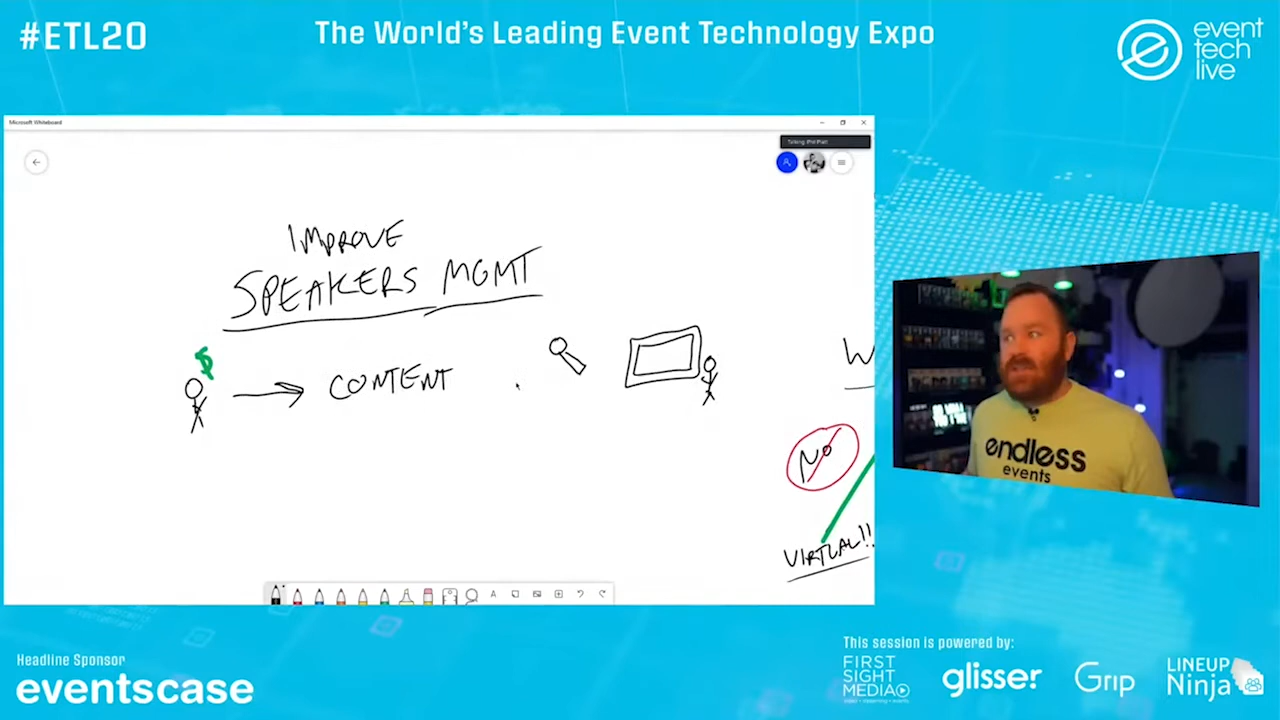 #ETL20
The World's Leading Event Technology Expo
event
tech
live
Microsoft Whiteboard
IMPROVE
SPEAKERS MGMT
$
CONTENT
W
NO
VIRTUAL!!
endless
events
A
This session is powered by:
Headline Sponsor
eventscase
FIRST
SIGHT
MEDIA
glisser
Grip
LINEUP
Ninja